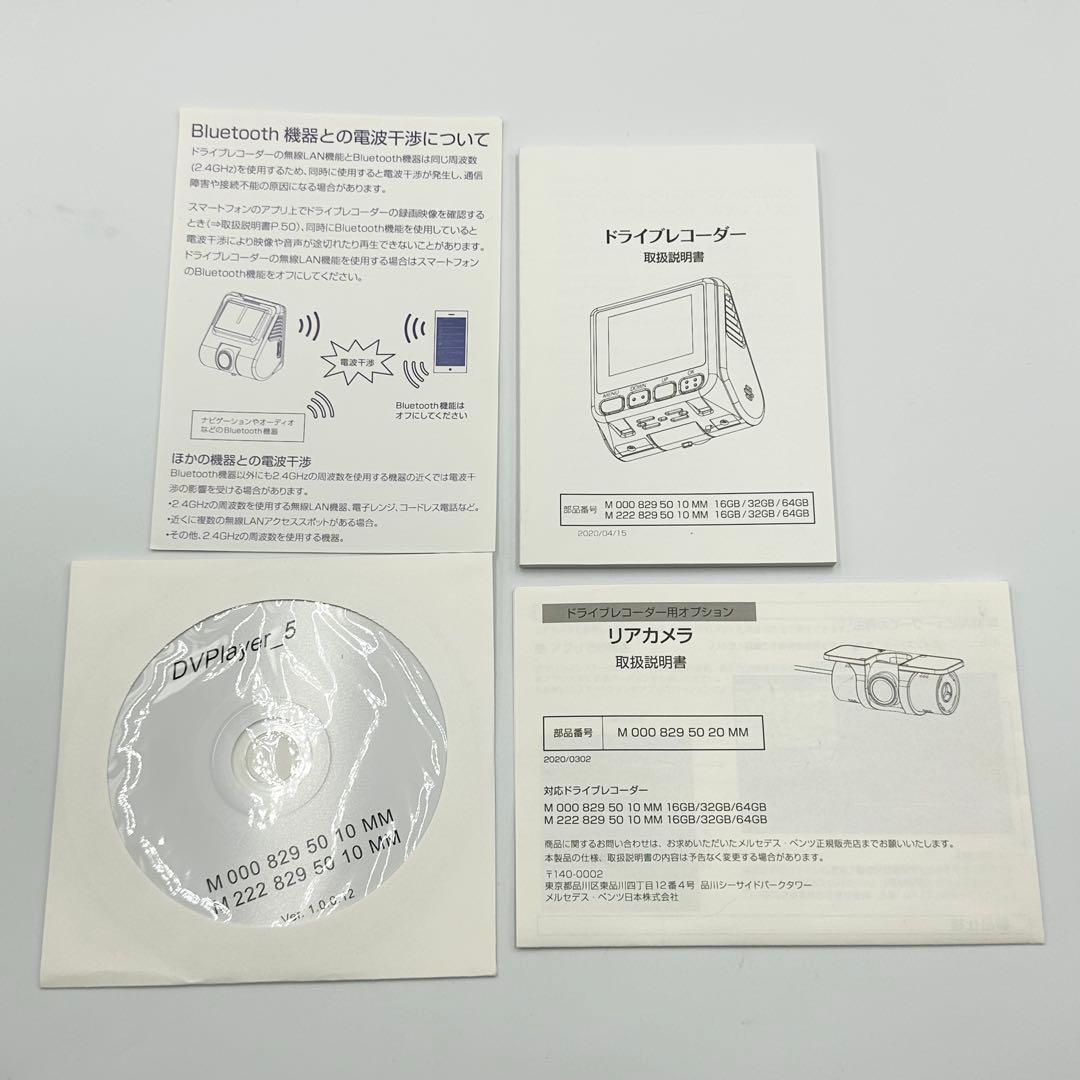 Bluetooth 機器との電波干渉について
ドライブレコーダーの無線LAN機能とBluetooth機器は同じ周波数
(2.4GHz)を使用するため、同時に使用すると電波干渉が発生し、通信
障害や接続不能の原因になる場合があります。
スマートフォンのアプリ上でドライブレコーダーの録画映像を確認する
とき(⇒取扱説明書P.50)、同時にBluetooth機能を使用していると
電波干渉により映像や音声が途切れたり再生できないことがあります。
ドライブレコーダーの無線LAN機能を使用する場合はスマートフォン
のBluetooth機能をオフにしてください。
電波干渉
Bluetooth機能は
オフにしてください
ナビゲーションやオーディオ
などのBluetooth機器
ほかの機器との電波干渉
Bluetooth機器以外にも2.4GHzの周波数を使用する機器の近くでは電波干
渉の影響を受ける場合があります。
・2.4GHzの周波数を使用する無線LAN機器、電子レンジ、コードレス電話など。
・近くに複数の無線LANアクセススポットがある場合。
・その他、2.4GHzの周波数を使用する機器。
ドライブレコーダー
取扱説明書
MENU DOWN UP OK
部品番号
M 000 829 50 10 MM 16GB/32GB/64GB
M 222 829 50 10 MM 16GB/32GB/64GB
2020/04/15
DVPlayer_5
M 000 829 50 10 MM
M 222 829 50 10 MM
Ver. 1.0.0.12
ドライブレコーダー用オプション
リアカメラ
取扱説明書
部品番号 M 000 829 50 20 MM
2020/0302
対応ドライブレコーダー
M 000 829 50 10 MM 16GB/32GB/64GB
M 222 829 50 10 MM 16GB/32GB/64GB
商品に関するお問い合わせは、お求めいただいたメルセデス・ベンツ正規販売店までお願いいたします。
本製品の仕様、取扱説明書の内容は予告なく変更する場合があります。
〒140-0002
東京都品川区東品川四丁目12番4号 品川シーサイドパークタワー
メルセデス・ベンツ日本株式会社